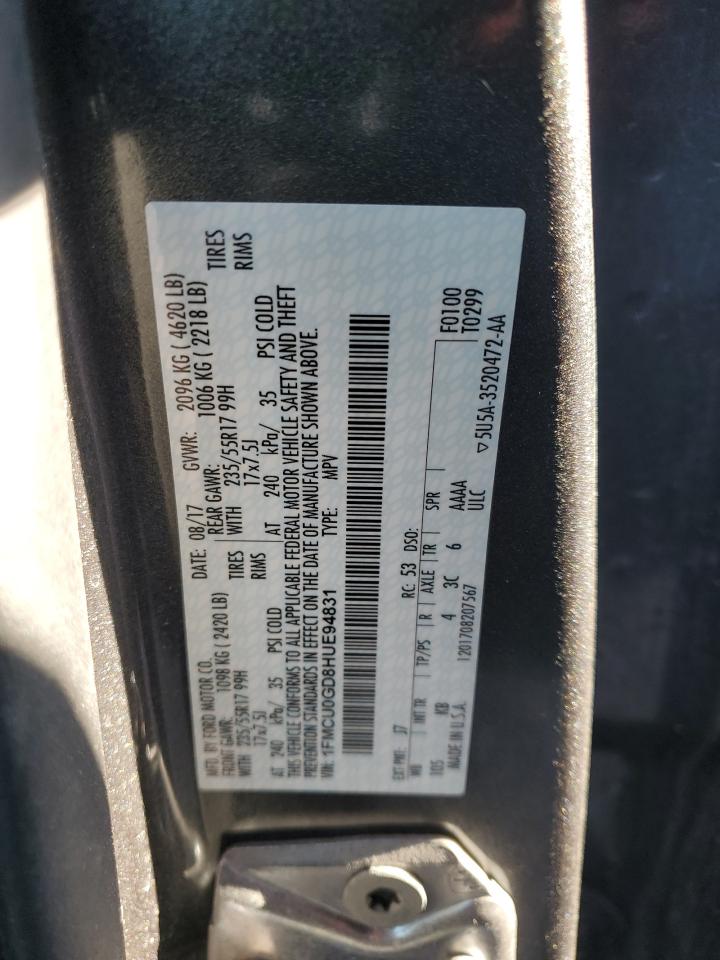 MFD. BY FORD MOTOR CO.
DATE: 08/17 GVWR: 2096 KG ( 4620 LB)
FRONT GAWR: 1098 KG ( 2420 LB) REAR GAWR: 1006 KG ( 2218 LB)
WITH 235/55R17 99H TIRES WITH 235/55R17 99H TIRES
17x7.5J RIMS 17x7.5J RIMS
AT 240 kPa/ 35 PSI COLD AT 240 kPa/ 35 PSI COLD
THIS VEHICLE CONFORMS TO ALL APPLICABLE FEDERAL MOTOR VEHICLE SAFETY AND THEFT
PREVENTION STANDARDS IN EFFECT ON THE DATE OF MANUFACTURE SHOWN ABOVE.
VIN: 1FMCU0GD8HUE94831 TYPE: MPV
EXT PNT: J7 RC: 53 DSO: F0100
WB INT TR TP/PS R AXLE TR SPR T0299
105 KB 4 3C 6 AAAA
MADE IN U.S.A. 1201708207567 ULC ▽5U5A-3520472-AA